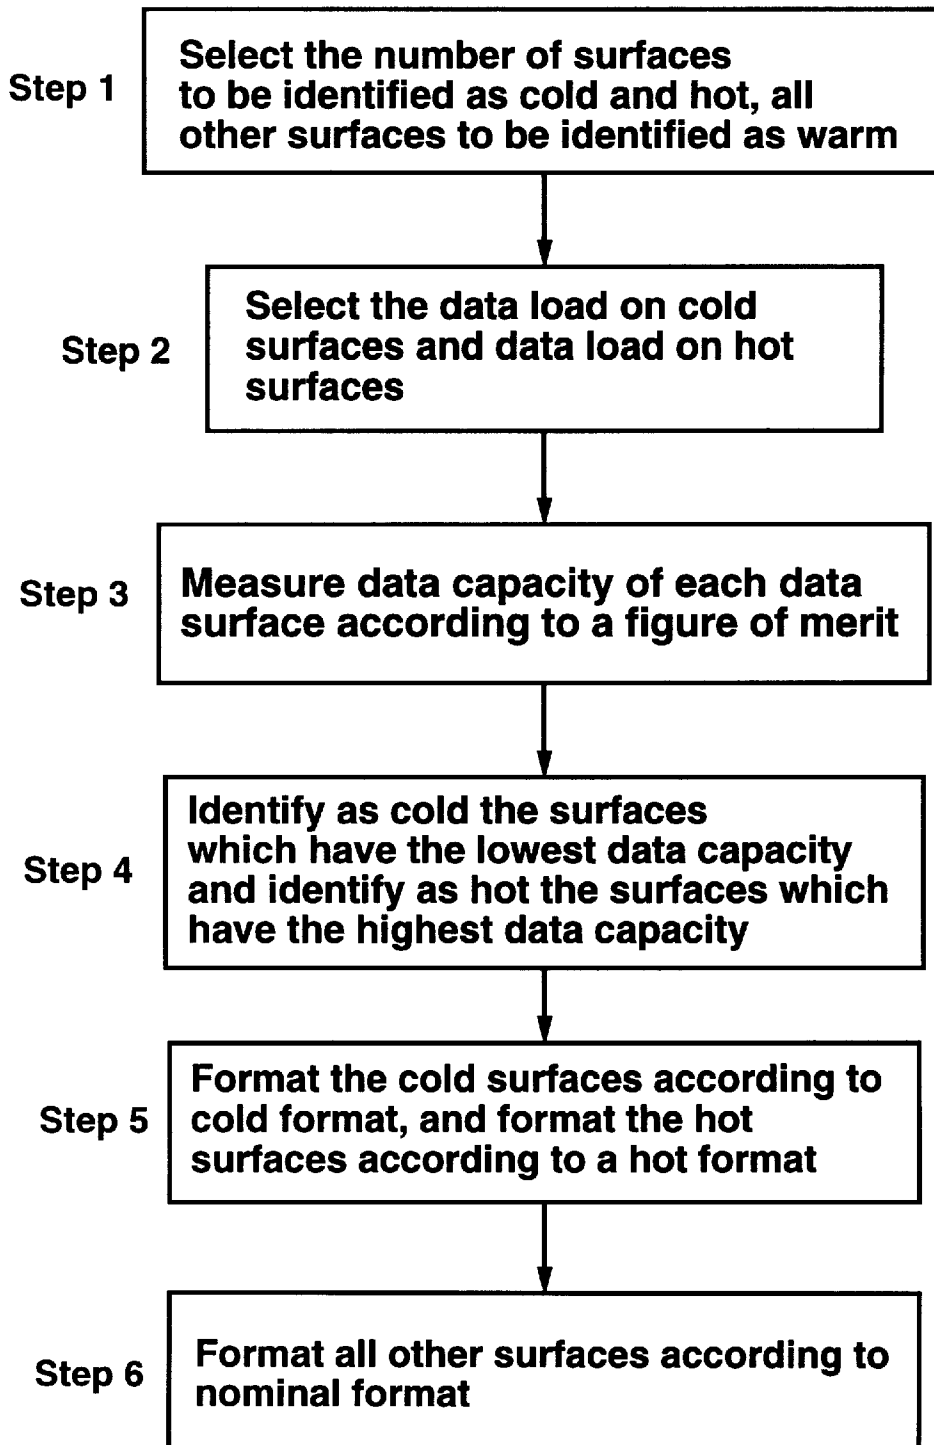 Step 1
Select the number of surfaces
to be identified as cold and hot, all
other surfaces to be identified as warm
Step 2
Select the data load on cold
surfaces and data load on hot
surfaces
Step 3
Measure data capacity of each data
surface according to a figure of merit
Step 4
Identify as cold the surfaces
which have the lowest data capacity
and identify as hot the surfaces which
have the highest data capacity
Step 5
Format the cold surfaces according to
cold format, and format the hot
surfaces according to a hot format
Step 6
Format all other surfaces according to
nominal format